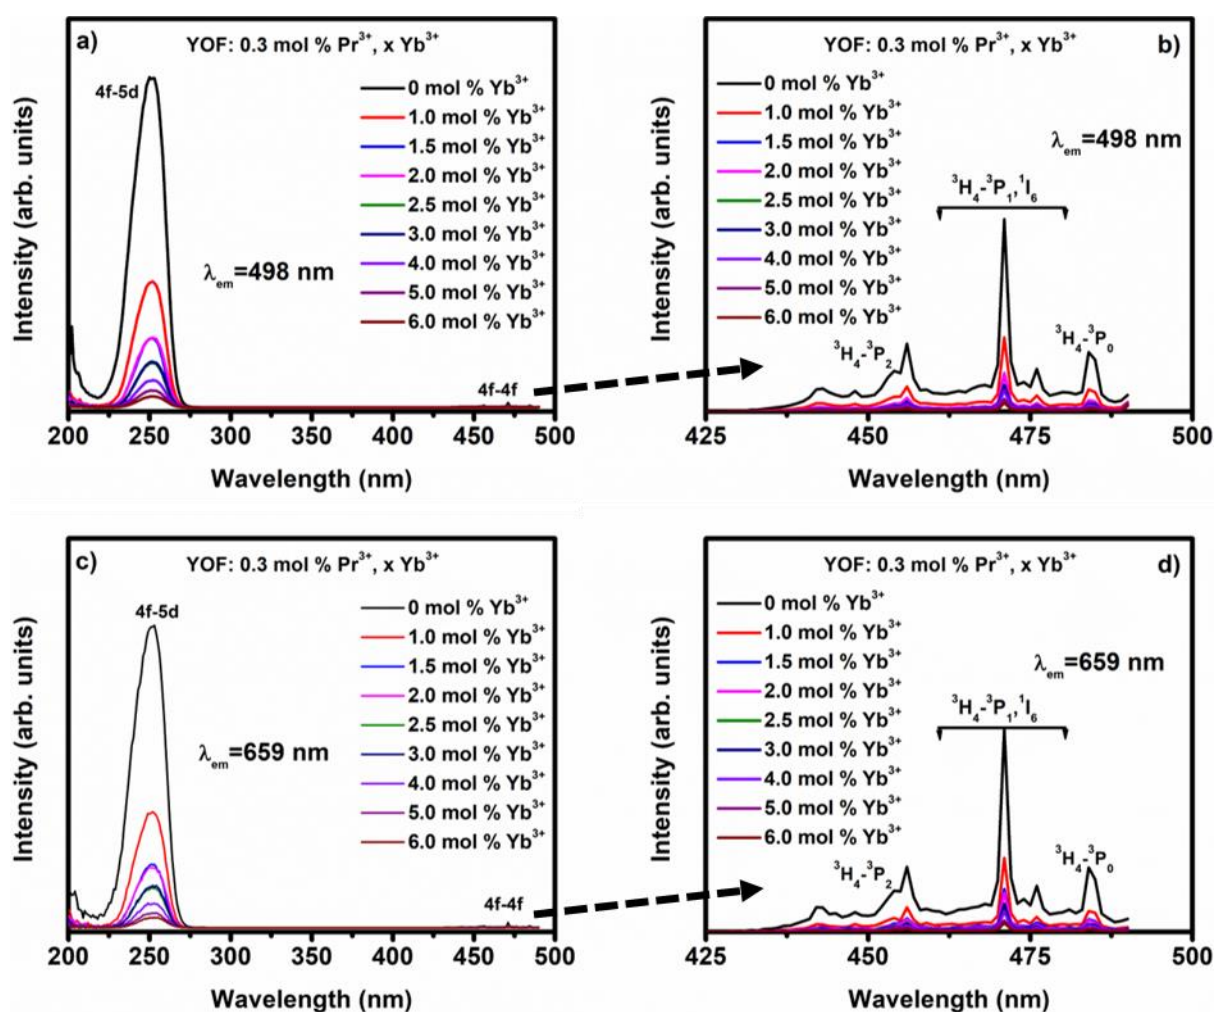 a)
YOF: 0.3 mol % Pr³⁺, x Yb³⁺
4f-5d
0 mol % Yb³⁺
1.0 mol % Yb³⁺
1.5 mol % Yb³⁺
2.0 mol % Yb³⁺
2.5 mol % Yb³⁺
3.0 mol % Yb³⁺
4.0 mol % Yb³⁺
5.0 mol % Yb³⁺
6.0 mol % Yb³⁺
λem=498 nm
4f-4f
Intensity (arb. units)
200 250 300 350 400 450 500
Wavelength (nm)
b)
YOF: 0.3 mol % Pr³⁺, x Yb³⁺
0 mol % Yb³⁺
1.0 mol % Yb³⁺
1.5 mol % Yb³⁺
2.0 mol % Yb³⁺
2.5 mol % Yb³⁺
3.0 mol % Yb³⁺
4.0 mol % Yb³⁺
5.0 mol % Yb³⁺
6.0 mol % Yb³⁺
λem=498 nm
³H₄-³P₁,¹I₆
³H₄-³P₂
³H₄-³P₀
Intensity (arb. units)
425 450 475 500
Wavelength (nm)
c)
YOF: 0.3 mol % Pr³⁺, x Yb³⁺
4f-5d
0 mol % Yb³⁺
1.0 mol % Yb³⁺
1.5 mol % Yb³⁺
2.0 mol % Yb³⁺
2.5 mol % Yb³⁺
3.0 mol % Yb³⁺
4.0 mol % Yb³⁺
5.0 mol % Yb³⁺
6.0 mol % Yb³⁺
λem=659 nm
4f-4f
Intensity (arb. units)
200 250 300 350 400 450 500
Wavelength (nm)
d)
YOF: 0.3 mol % Pr³⁺, x Yb³⁺
0 mol % Yb³⁺
1.0 mol % Yb³⁺
1.5 mol % Yb³⁺
2.0 mol % Yb³⁺
2.5 mol % Yb³⁺
3.0 mol % Yb³⁺
4.0 mol % Yb³⁺
5.0 mol % Yb³⁺
6.0 mol % Yb³⁺
λem=659 nm
³H₄-³P₁,¹I₆
³H₄-³P₂
³H₄-³P₀
Intensity (arb. units)
425 450 475 500
Wavelength (nm)